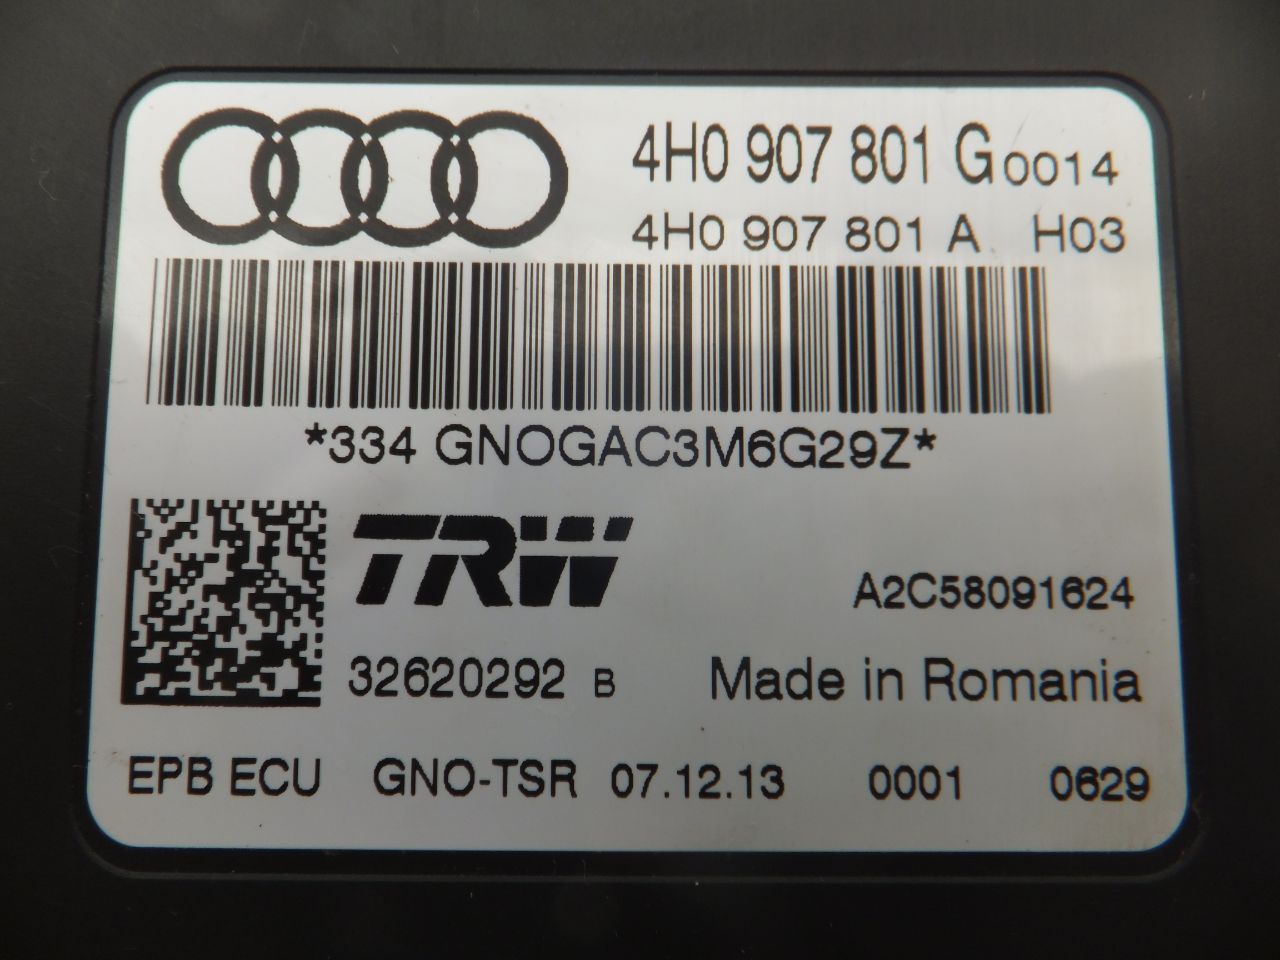 4H0 907 801 G 0014
4H0 907 801 A H03
*334 GNOGAC3M6G29Z*
TRW
A2C58091624
32620292 B Made in Romania
EPB ECU GNO-TSR 07.12.13 0001 0629